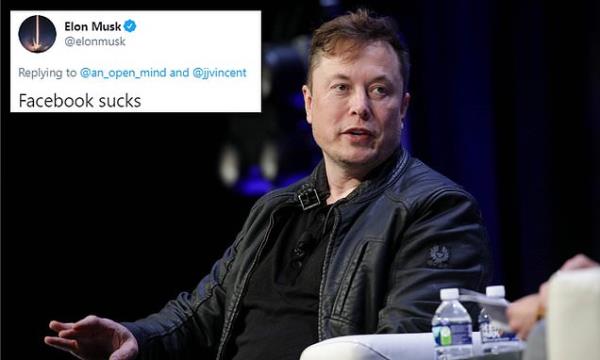 Elon Musk
@elonmusk
Replying to @an_open_mind and @jjvincent
Facebook sucks